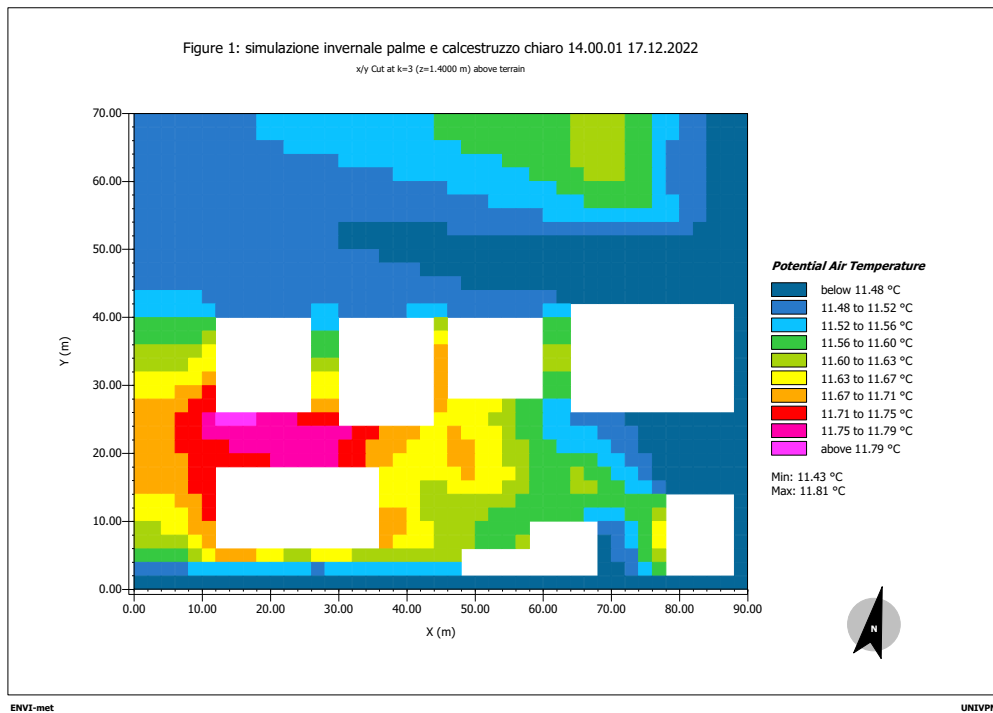 Figure 1: simulazione invernale palme e calcestruzzo chiaro 14.00.01 17.12.2022
x/y Cut at k=3 (z=1.4000 m) above terrain
70.00
60.00
50.00
40.00
30.00
20.00
10.00
0.00
Y (m)
0.00 10.00 20.00 30.00 40.00 50.00 60.00 70.00 80.00 90.00
X (m)
Potential Air Temperature
below 11.48 °C
11.48 to 11.52 °C
11.52 to 11.56 °C
11.56 to 11.60 °C
11.60 to 11.63 °C
11.63 to 11.67 °C
11.67 to 11.71 °C
11.71 to 11.75 °C
11.75 to 11.79 °C
above 11.79 °C
Min: 11.43 °C
Max: 11.81 °C
N
ENVI-met
UNIVPM